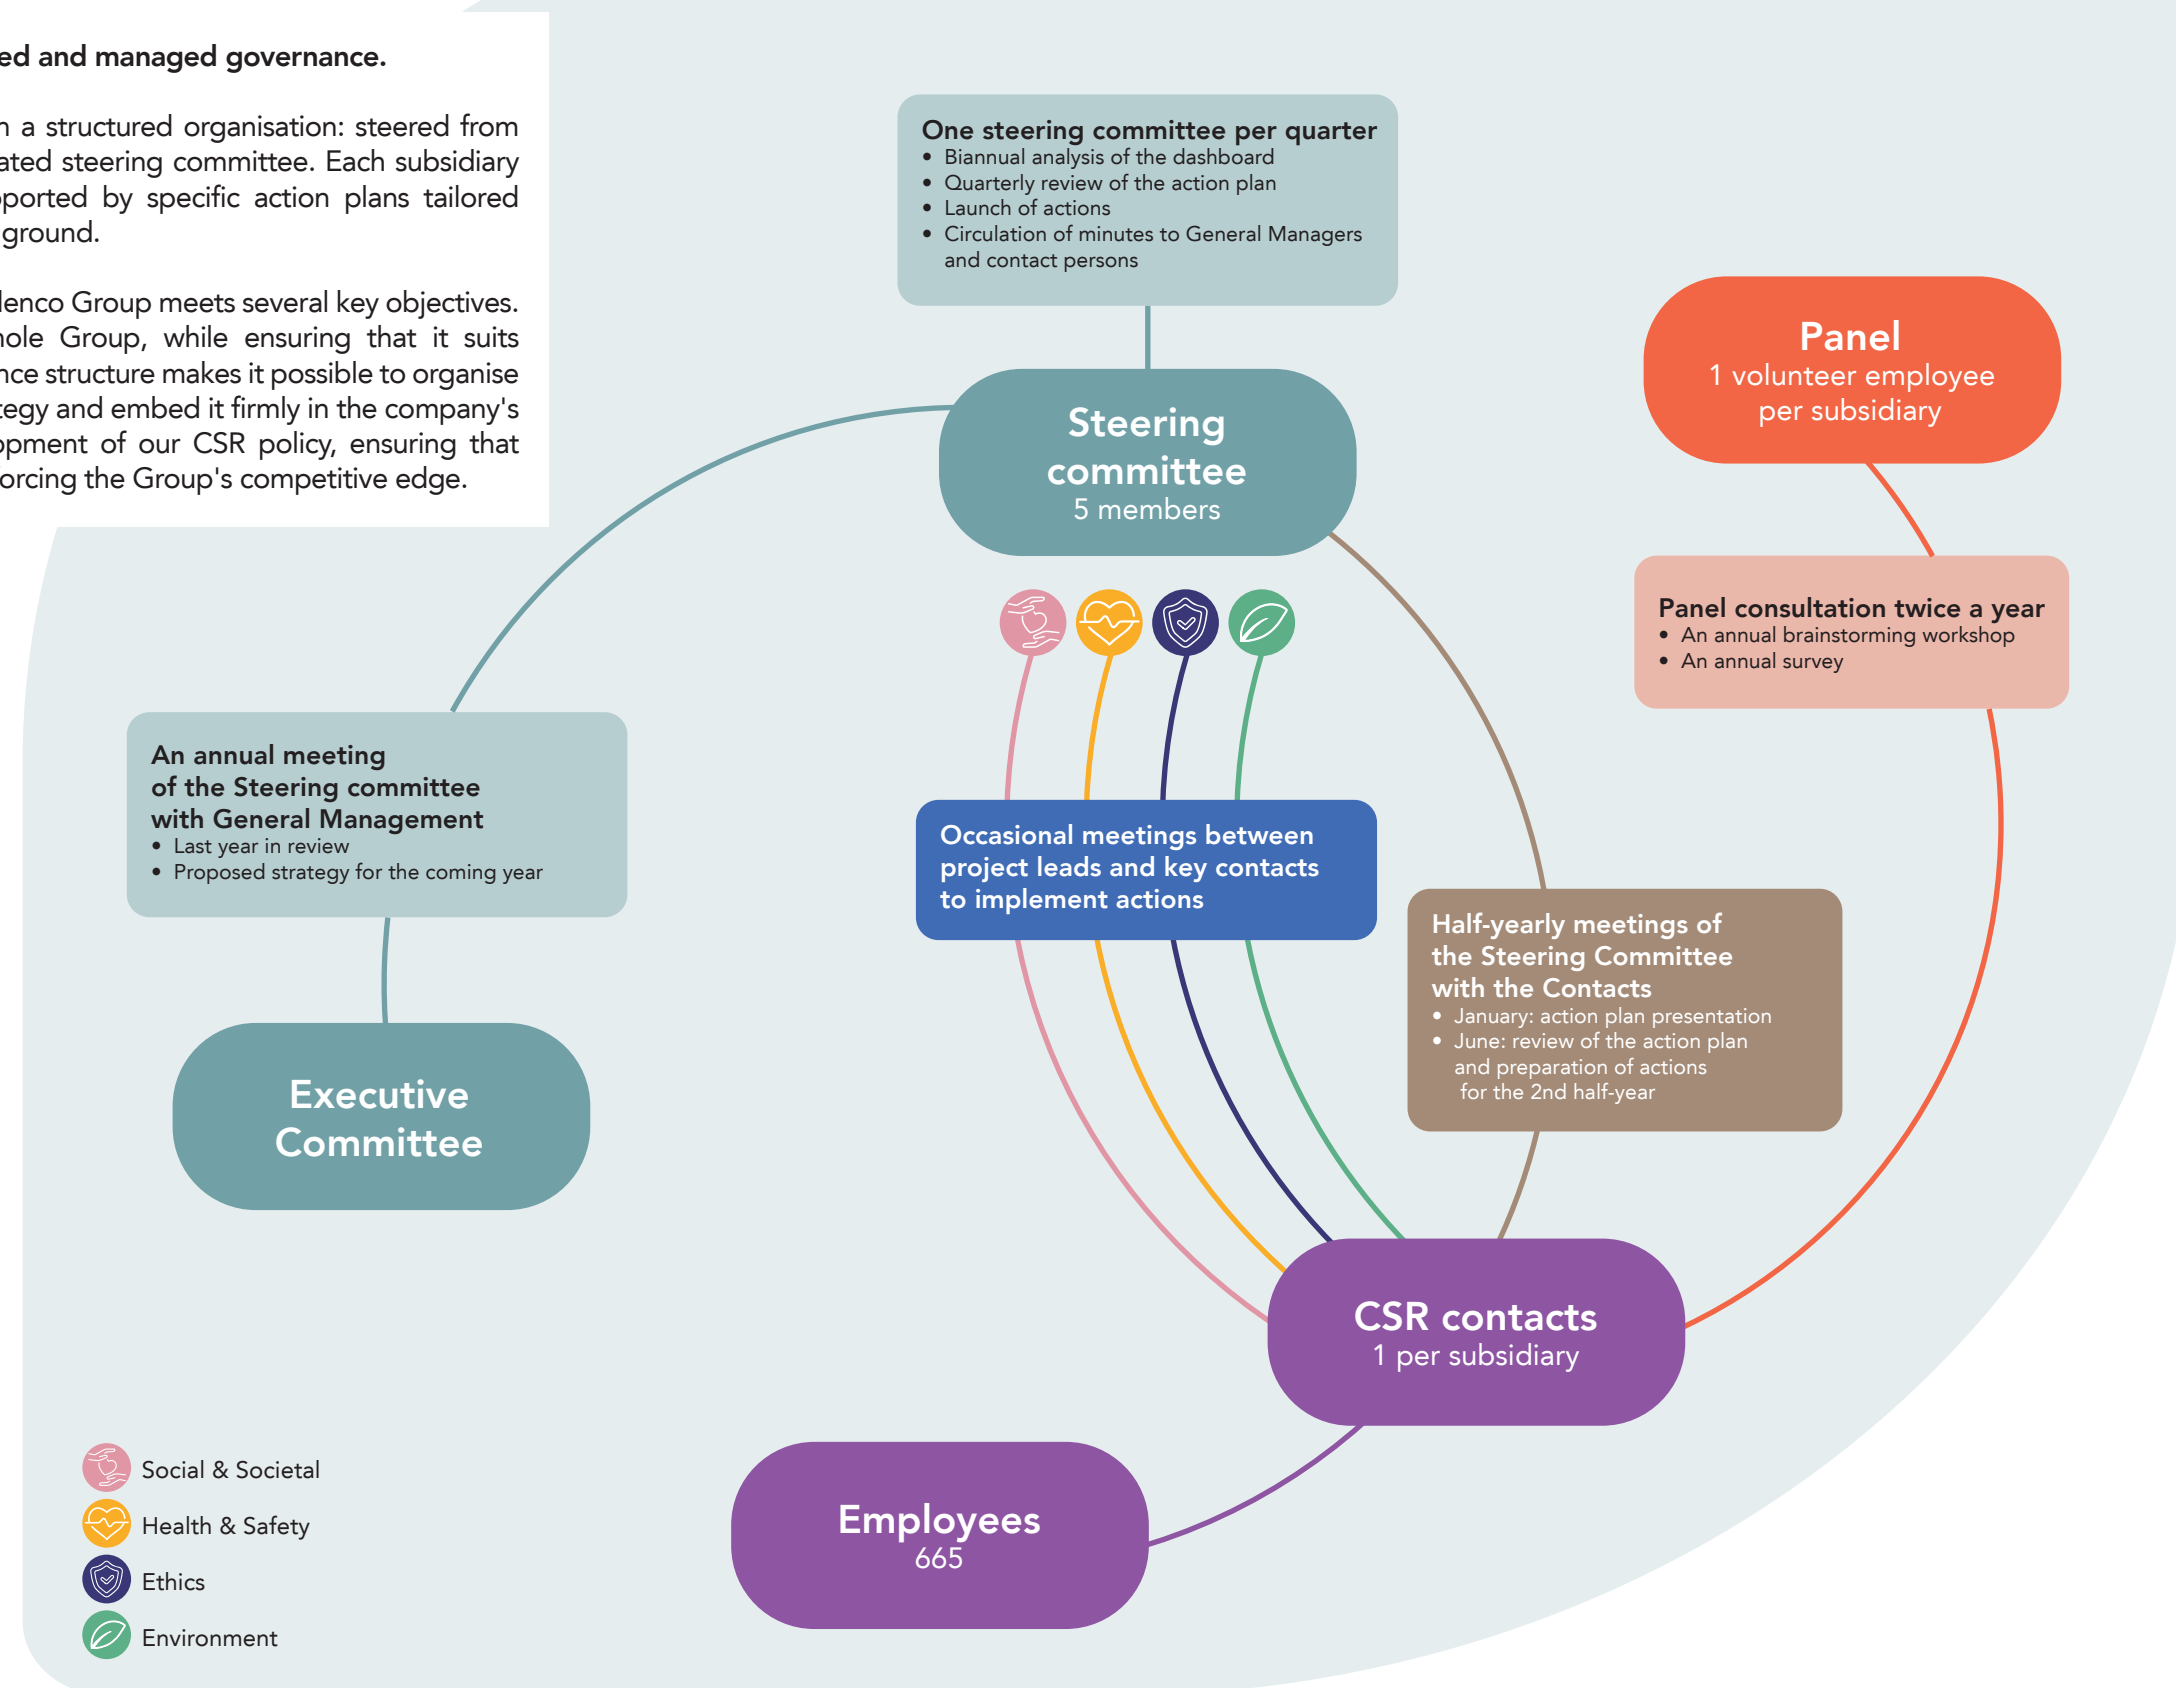 and managed governance.
a structured organisation: steered from
steering committee. Each subsidiary
by specific action plans tailored
ground.
Group meets several key objectives.
Group, while ensuring that it suits
structure makes it possible to organise
and embed it firmly in the company's
of our CSR policy, ensuring that
the Group's competitive edge.
One steering committee per quarter
• Biannual analysis of the dashboard
• Quarterly review of the action plan
• Launch of actions
• Circulation of minutes to General Managers
and contact persons
Steering
committee
5 members
Panel
1 volunteer employee
per subsidiary
Panel consultation twice a year
• An annual brainstorming workshop
• An annual survey
An annual meeting
of the Steering committee
with General Management
• Last year in review
• Proposed strategy for the coming year
Occasional meetings between
project leads and key contacts
to implement actions
Half-yearly meetings of
the Steering Committee
with the Contacts
• January: action plan presentation
• June: review of the action plan
and preparation of actions
for the 2nd half-year
Executive
Committee
CSR contacts
1 per subsidiary
Employees
665
Social & Societal
Health & Safety
Ethics
Environment